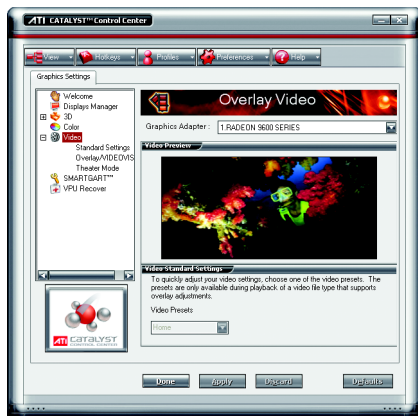 ATI CATALYST™ Control Center
View Hotkeys Profiles Preferences Help
Graphics Settings
Welcome
Displays Manager
3D
Color
Video
Standard Settings
Overlay/VIDEOVIS
Theater Mode
SMARTGART™
VPU Recover
Overlay Video
Graphics Adapter : 1.RADEON 9600 SERIES
Video Preview
Video Standard Settings
To quickly adjust your video settings, choose one of the video presets. The
presets are only available during playback of a video file type that supports
overlay adjustments.
Video Presets
Home
ATI CATALYST
CONTROL CENTER
Done Apply Discard Defaults